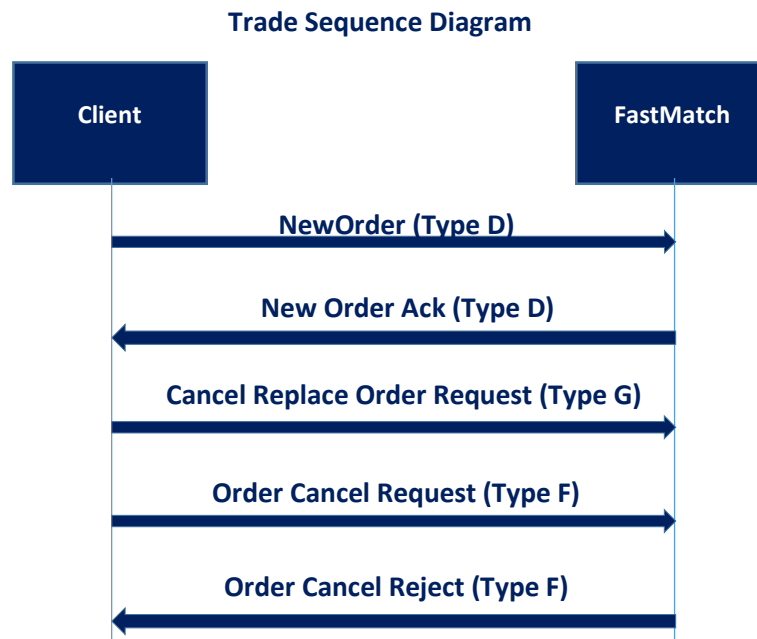 Trade Sequence Diagram
Client
FastMatch
NewOrder (Type D)
New Order Ack (Type D)
Cancel Replace Order Request (Type G)
Order Cancel Request (Type F)
Order Cancel Reject (Type F)